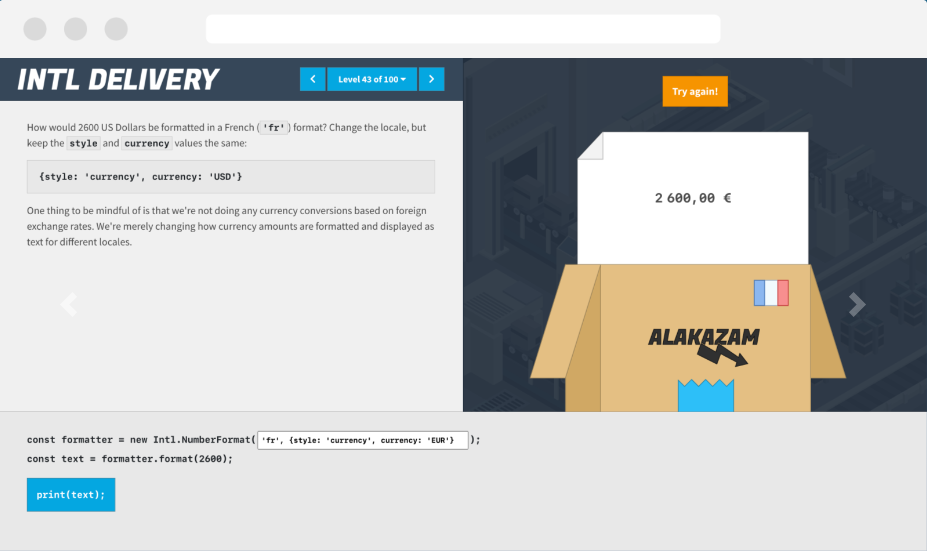 INTL DELIVERY
Level 43 of 100
Try again!
How would 2600 US Dollars be formatted in a French ( 'fr' ) format? Change the locale, but
keep the style and currency values the same:
{style: 'currency', currency: 'USD'}
One thing to be mindful of is that we're not doing any currency conversions based on foreign
exchange rates. We're merely changing how currency amounts are formatted and displayed as
text for different locales.
2 600,00 €
ALAKAZAM
const formatter = new Intl.NumberFormat( 'fr', {style: 'currency', currency: 'EUR'} );
const text = formatter.format(2600);
print(text);